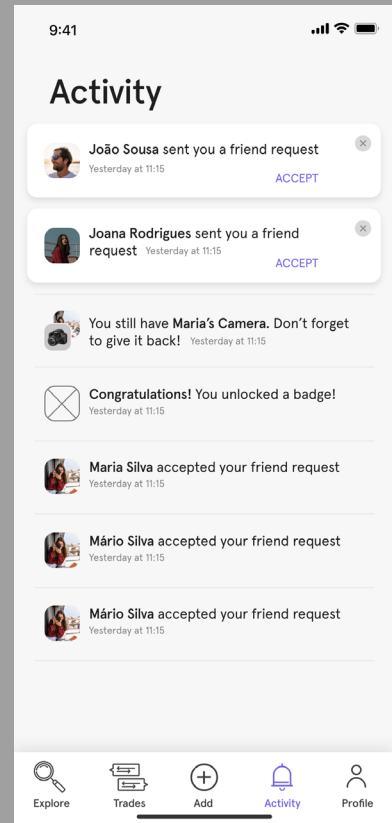 9:41
Activity
João Sousa sent you a friend request
Yesterday at 11:15
ACCEPT
Joana Rodrigues sent you a friend
request Yesterday at 11:15
ACCEPT
You still have Maria’s Camera. Don’t forget
to give it back! Yesterday at 11:15
Congratulations! You unlocked a badge!
Yesterday at 11:15
Maria Silva accepted your friend request
Yesterday at 11:15
Mário Silva accepted your friend request
Yesterday at 11:15
Mário Silva accepted your friend request
Yesterday at 11:15
Explore Trades Add Activity Profile